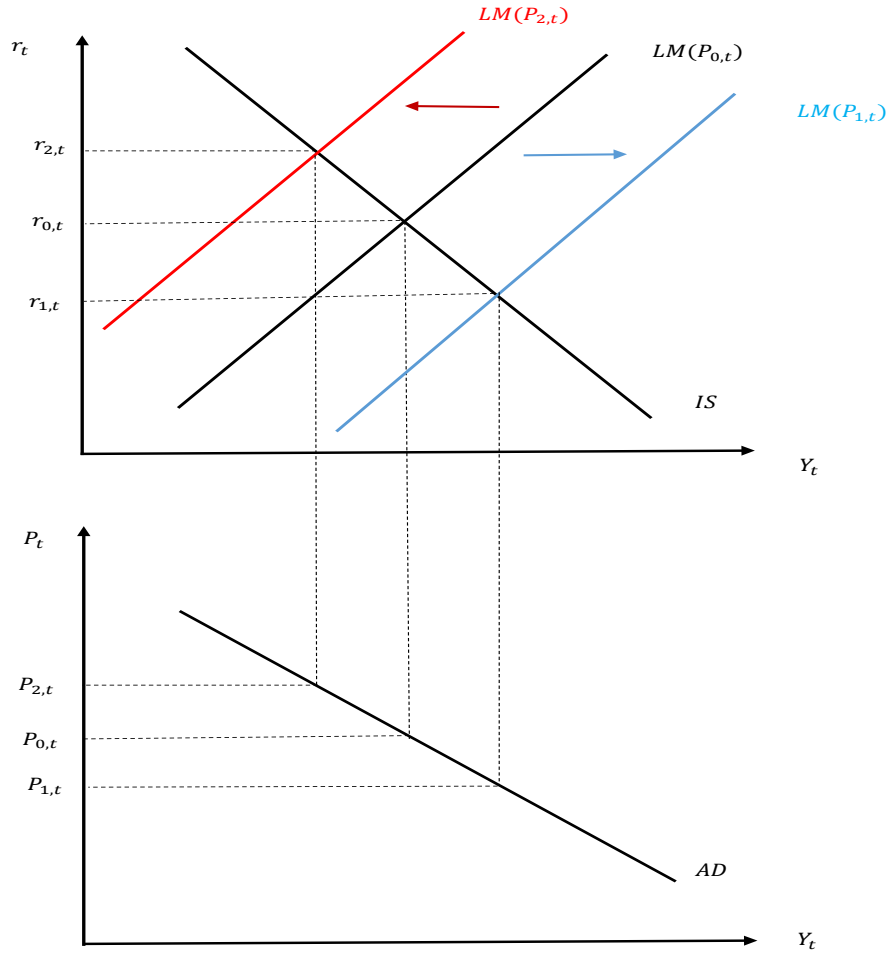 LM(P₂,ₜ)
rₜ
LM(P₀,ₜ)
LM(P₁,ₜ)
r₂,ₜ
r₀,ₜ
r₁,ₜ
IS
Yₜ
Pₜ
P₂,ₜ
P₀,ₜ
P₁,ₜ
AD
Yₜ